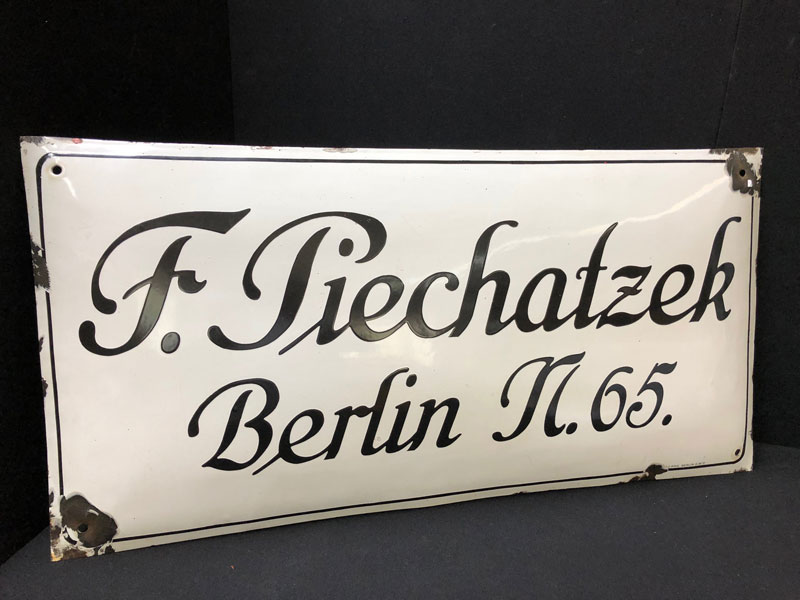 F. Piechatzek
Berlin N. 65.